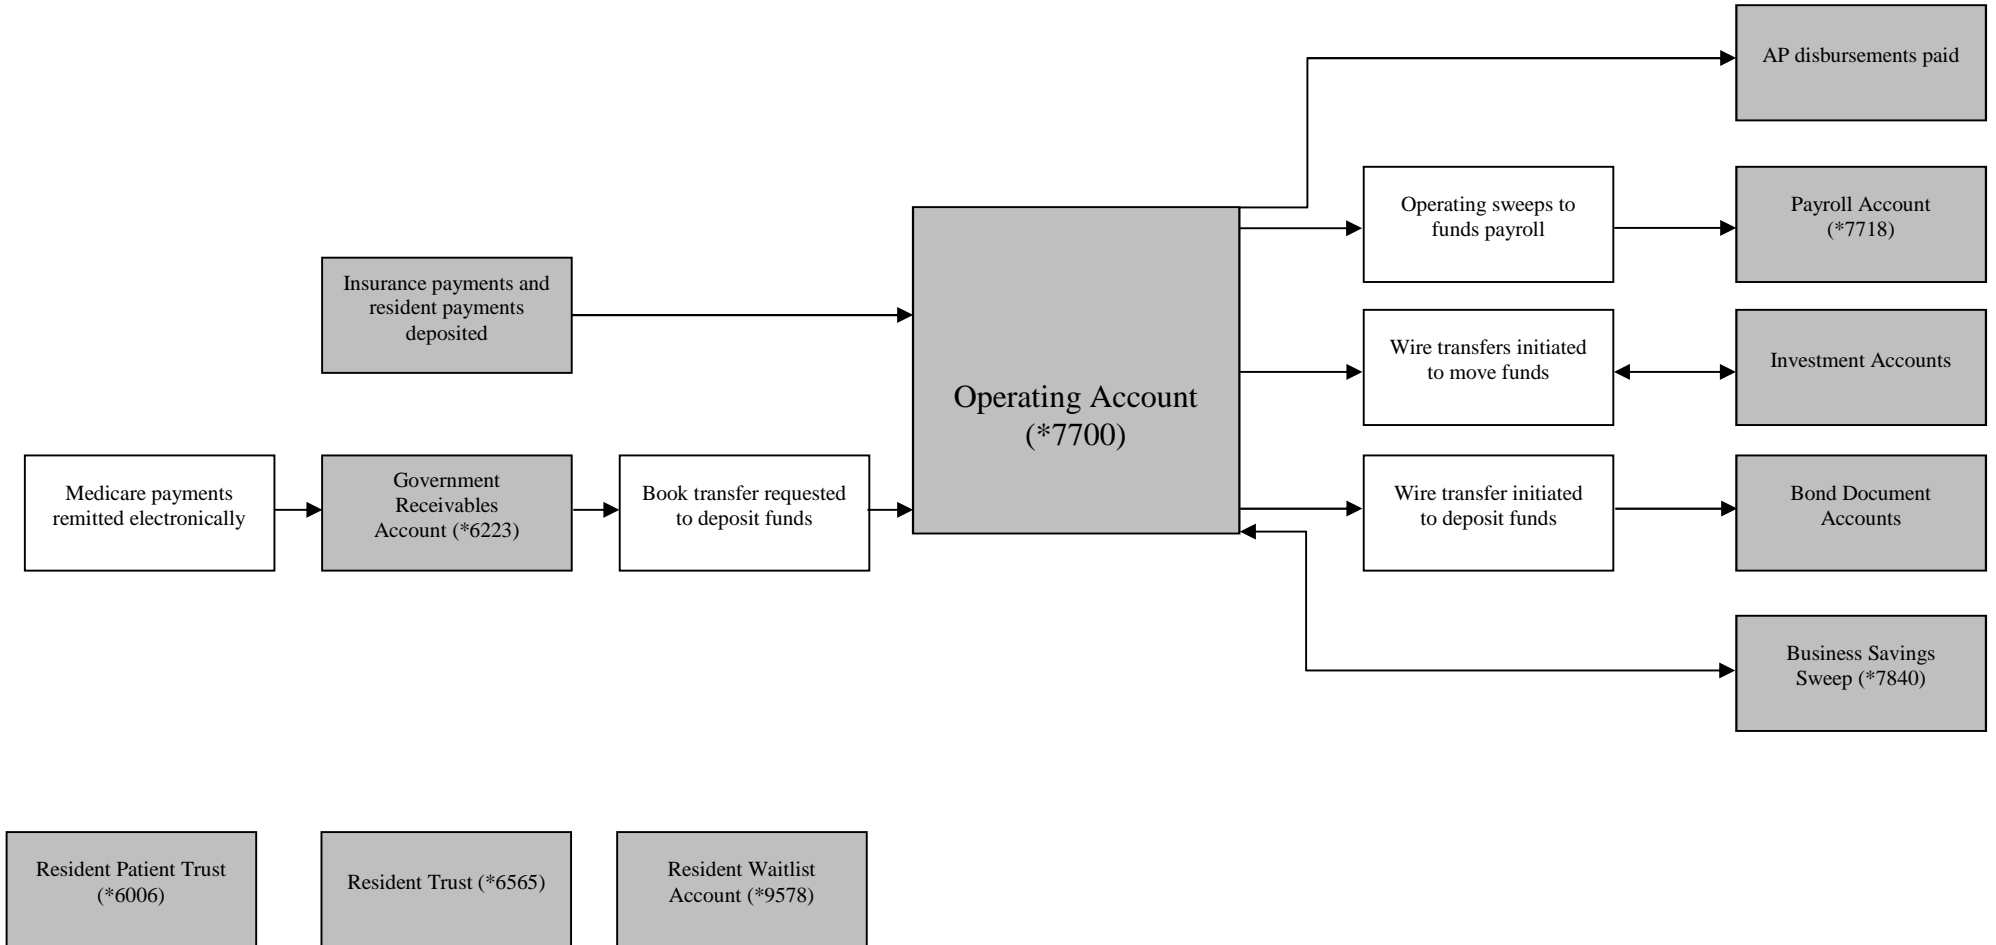 AP disbursements paid
Operating sweeps to
funds payroll
Payroll Account
(*7718)
Insurance payments and
resident payments
deposited
Operating Account
(*7700)
Wire transfers initiated
to move funds
Investment Accounts
Medicare payments
remitted electronically
Government
Receivables
Account (*6223)
Book transfer requested
to deposit funds
Wire transfer initiated
to deposit funds
Bond Document
Accounts
Business Savings
Sweep (*7840)
Resident Patient Trust
(*6006)
Resident Trust (*6565)
Resident Waitlist
Account (*9578)